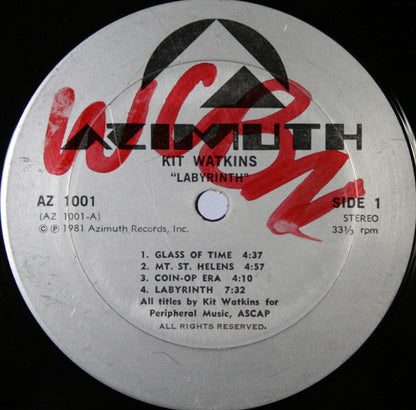 AZIMUTH
KIT WATKINS
"LABYRINTH"
AZ 1001
(AZ 1001-A)
© ℗ 1981 Azimuth Records, Inc.
SIDE 1
STEREO
33⅓ rpm
1. GLASS OF TIME 4:37
2. MT. ST. HELENS 4:57
3. COIN-OP ERA 4:10
4. LABYRINTH 7:32
All titles by Kit Watkins for
Peripheral Music, ASCAP
ALL RIGHTS RESERVED.